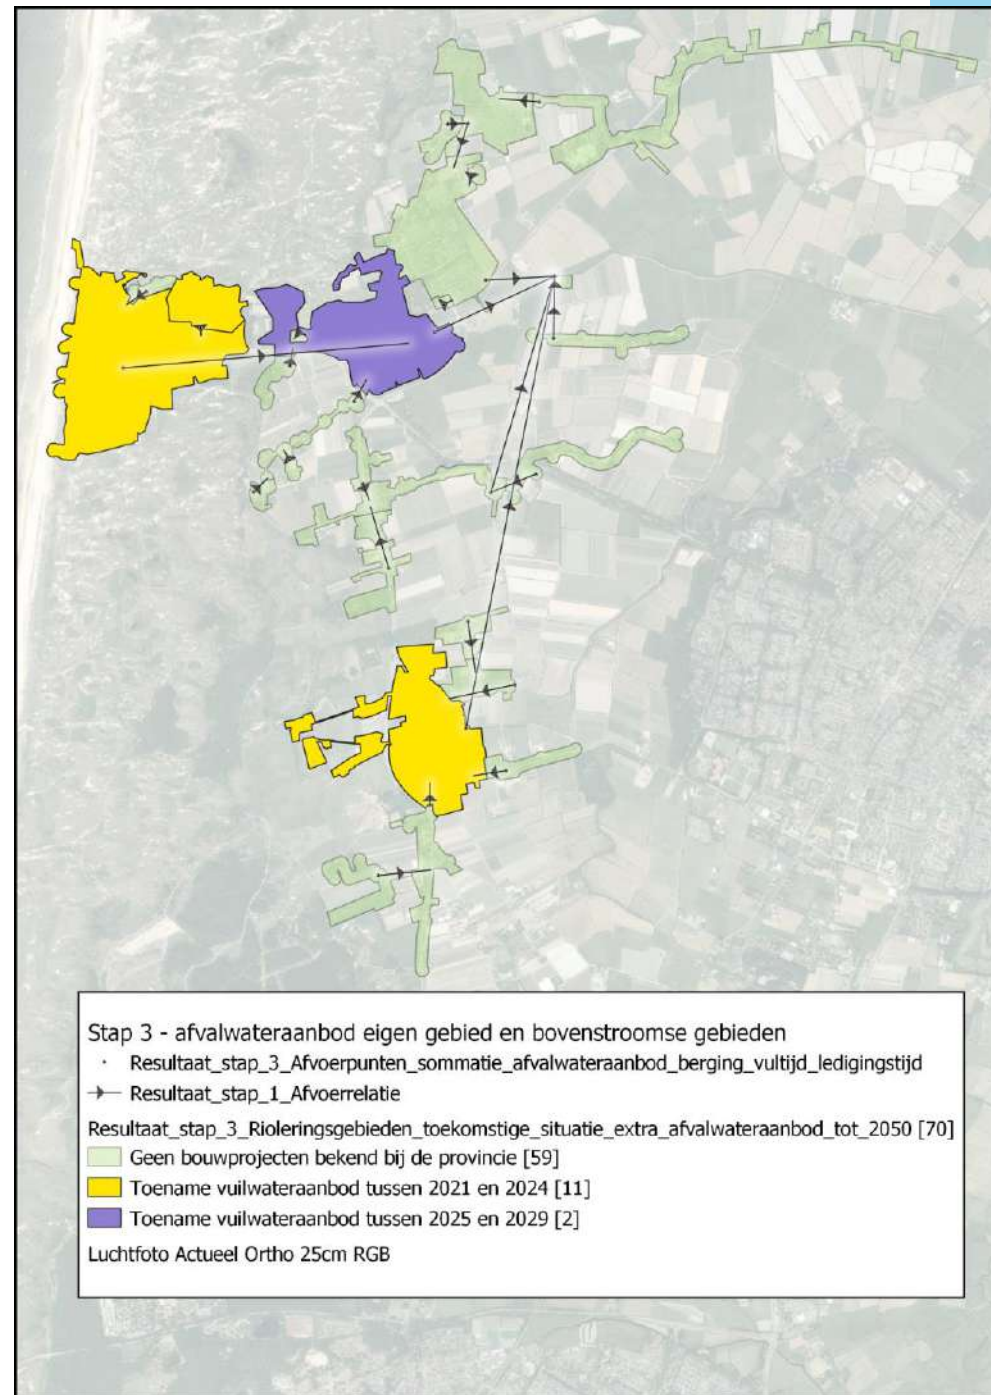 Stap 3 - afvalwateraanbod eigen gebied en bovenstroomse gebieden
Resultaat_stap_3_Afvoerpunten_sommatie_afvalwateraanbod_berging_vultijd_ledigingstijd
Resultaat_stap_1_Afvoerrelatie
Resultaat_stap_3_Rioleringsgebieden_toekomstige_situatie_extra_afvalwateraanbod_tot_2050 [70]
Geen bouwprojecten bekend bij de provincie [59]
Toename vuilwateraanbod tussen 2021 en 2024 [11]
Toename vuilwateraanbod tussen 2025 en 2029 [2]
Luchtfoto Actueel Ortho 25cm RGB